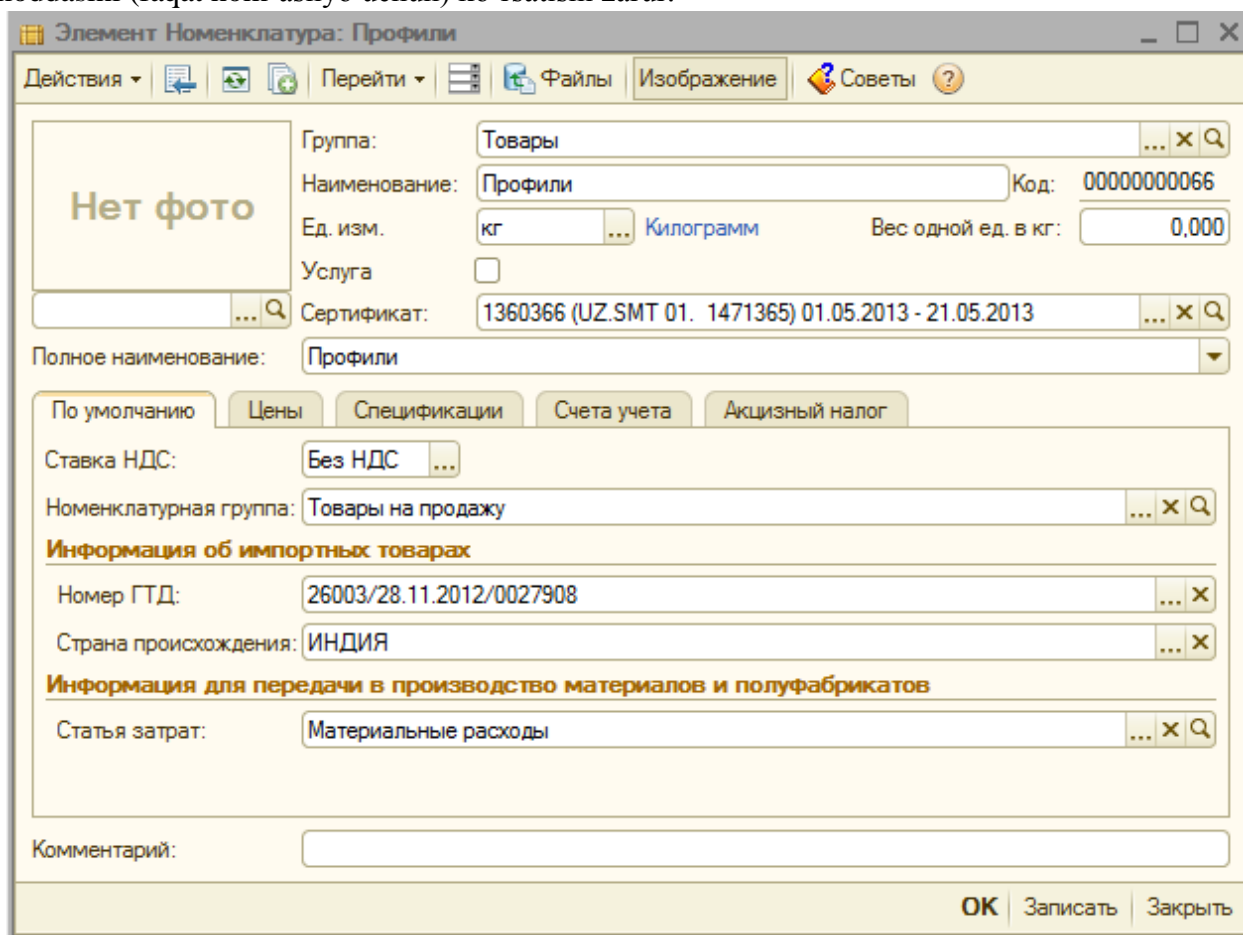 (faqat xom-ashyo uchun)
Элемент Номенклатура: Профили
Действия Перейти Файлы Изображение Советы ?
Нет фото
Группа: Товары ... x
Наименование: Профили Код: 00000000066
Ед. изм. кг ... Килограмм Вес одной ед. в кг: 0,000
Услуга
... Сертификат: 1360366 (UZ.SMT 01. 1471365) 01.05.2013 - 21.05.2013 ... x
Полное наименование: Профили
По умолчанию Цены Спецификации Счета учета Акцизный налог
Ставка НДС: Без НДС ...
Номенклатурная группа: Товары на продажу ... x
Информация об импортных товарах
Номер ГТД: 26003/28.11.2012/0027908 ... x
Страна происхождения: ИНДИЯ ... x
Информация для передачи в производство материалов и полуфабрикатов
Статья затрат: Материальные расходы ... x
Комментарий:
OK Записать Закрыть